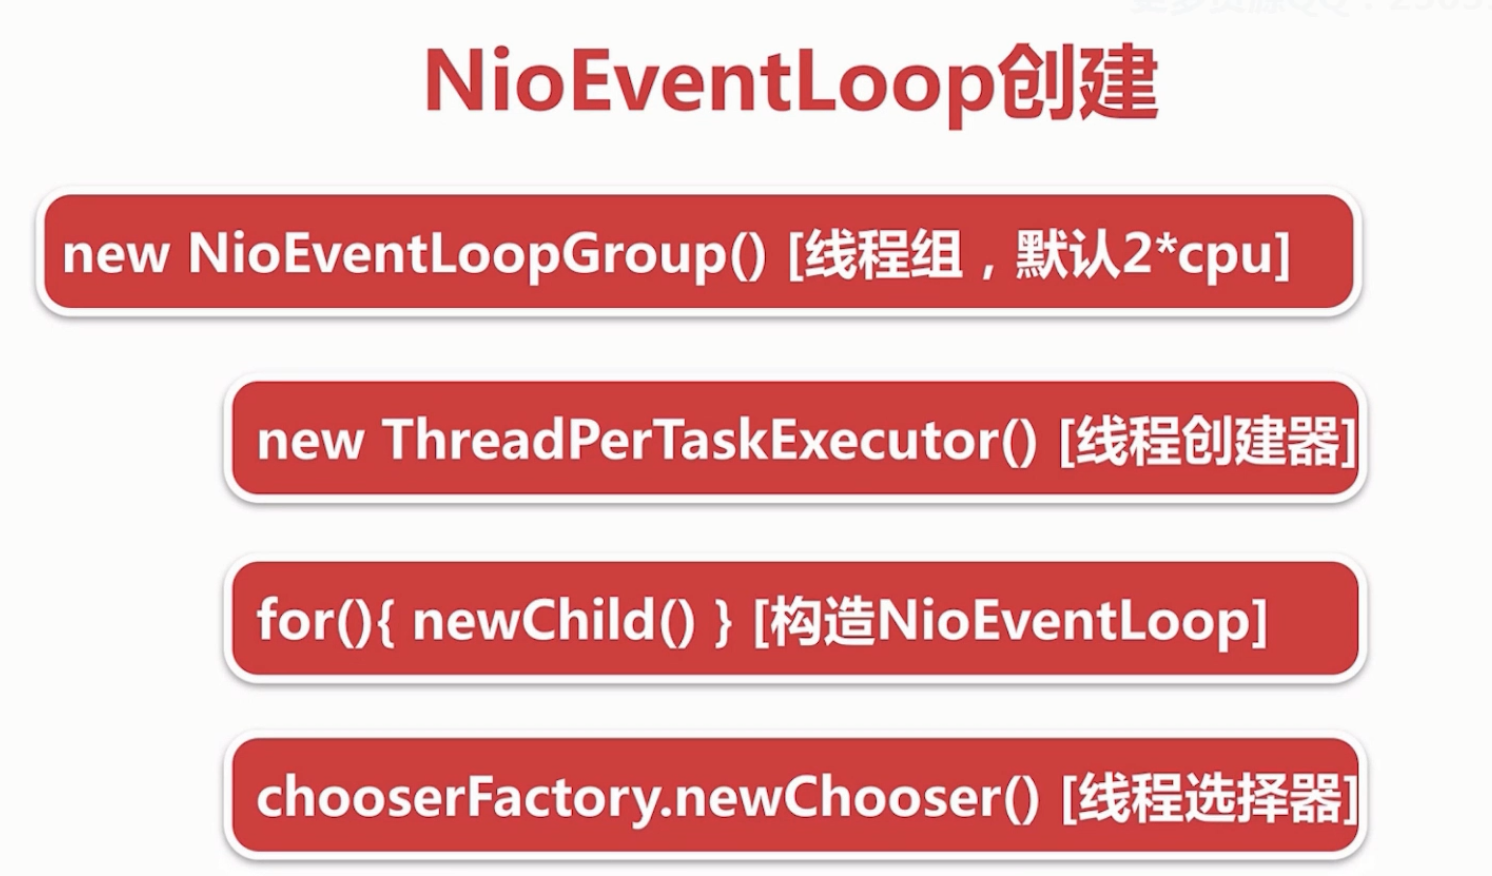 NioEventLoop创建
new NioEventLoopGroup() [线程组，默认2*cpu]
new ThreadPerTaskExecutor() [线程创建器]
for(){ newChild() } [构造NioEventLoop]
chooserFactory.newChooser() [线程选择器]